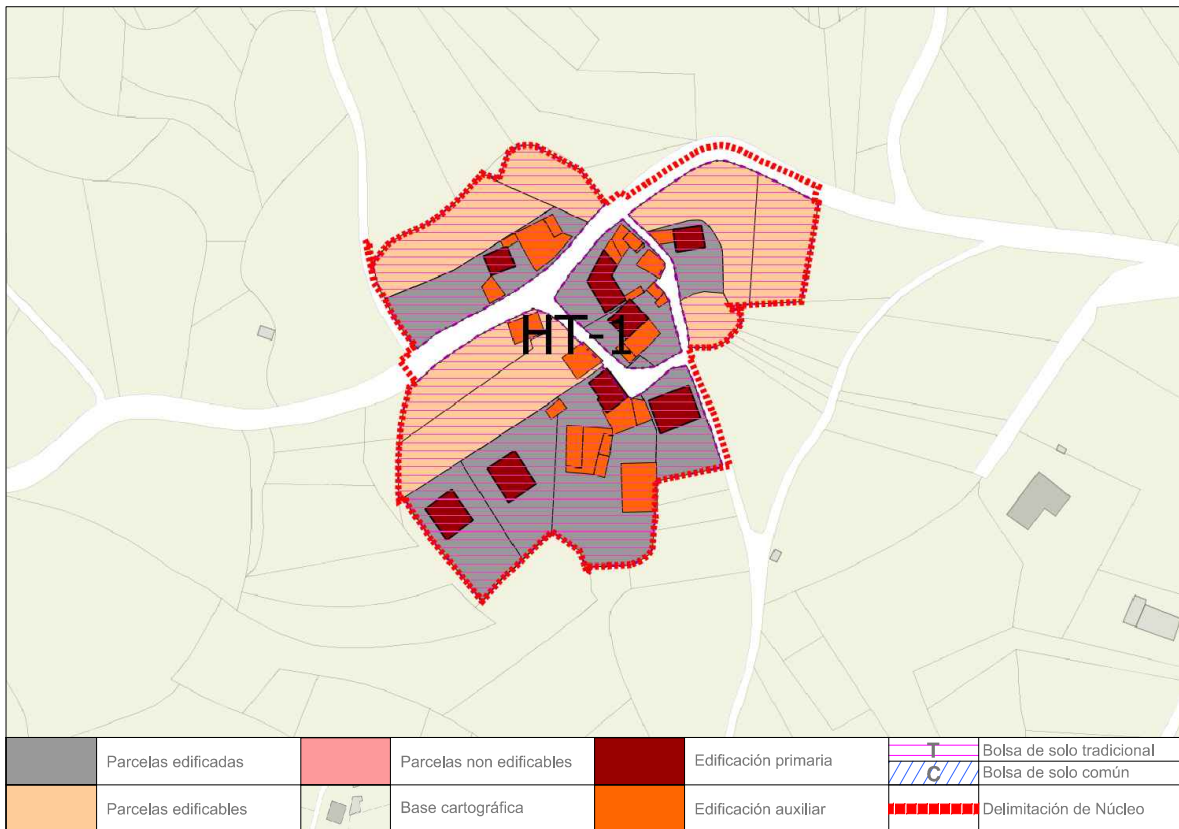 HT-1
Parcelas edificadas
Parcelas non edificables
Edificación primaria
T
Bolsa de solo tradicional
C
Bolsa de solo común
Parcelas edificables
Base cartográfica
Edificación auxiliar
Delimitación de Núcleo